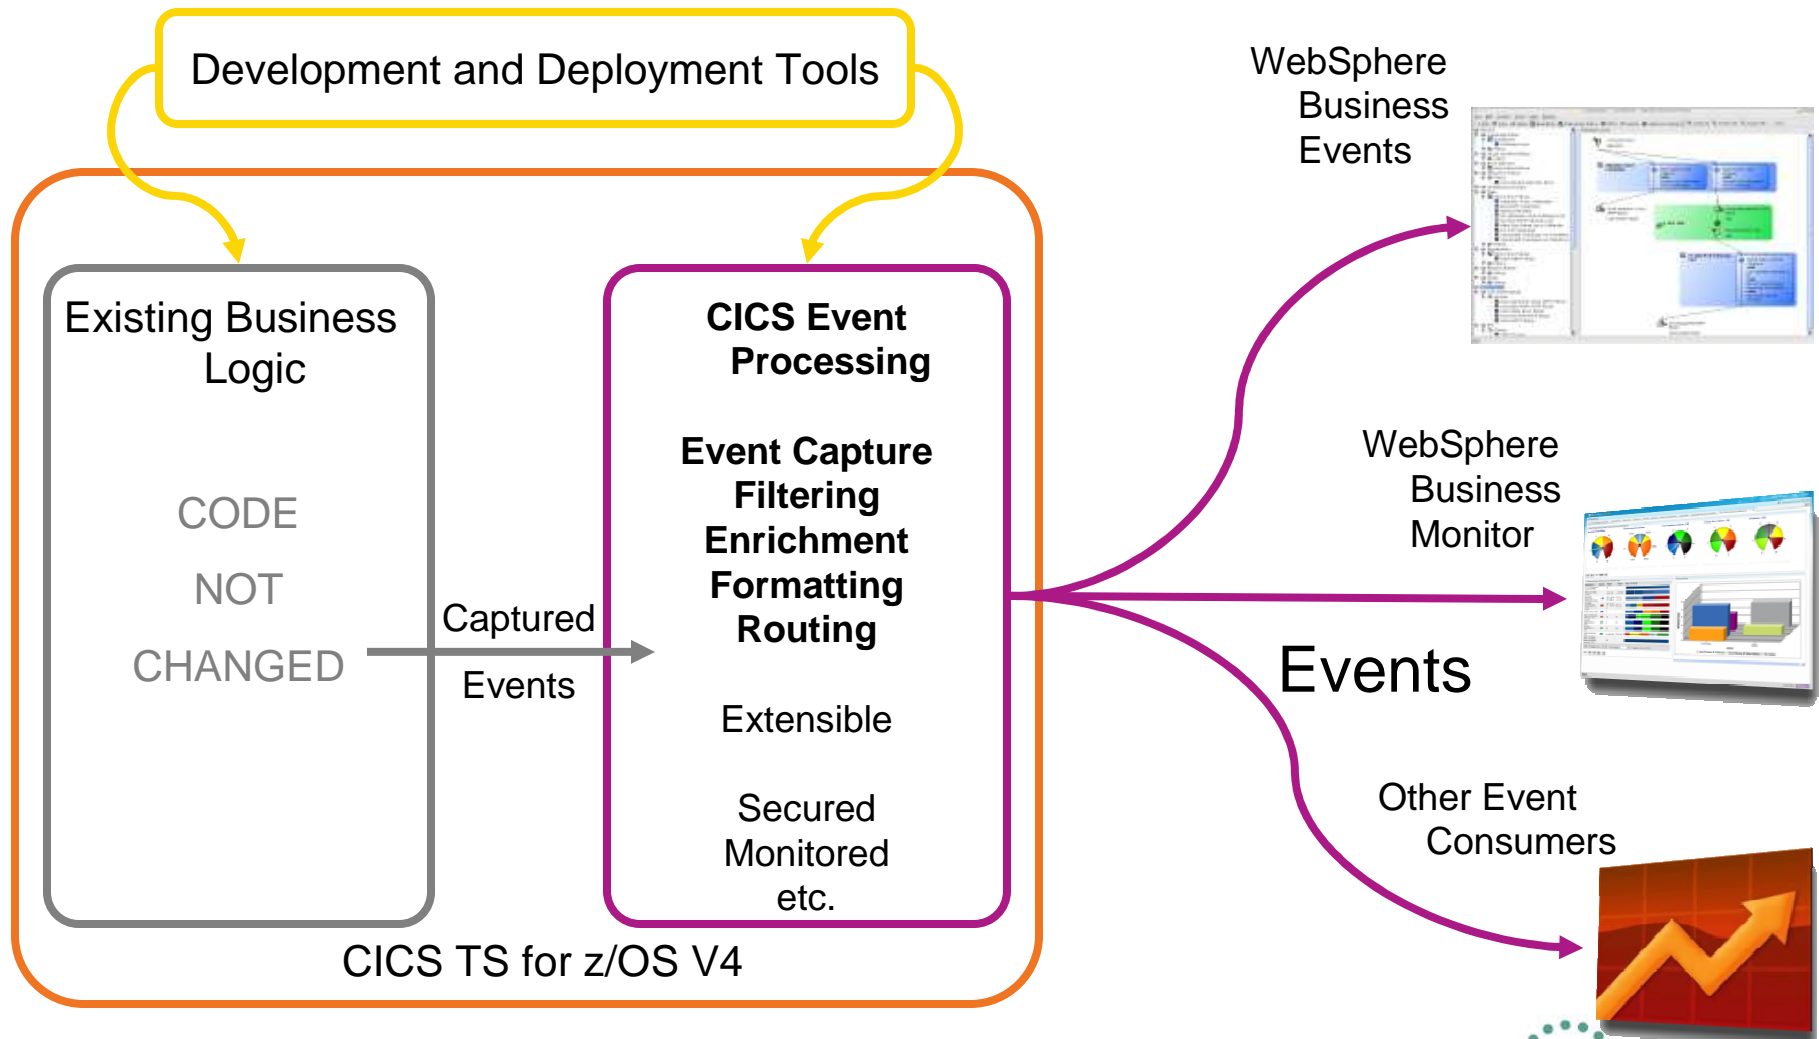 Development and Deployment Tools
Existing Business
Logic
CODE
NOT
CHANGED
Captured
Events
CICS Event
Processing
Event Capture
Filtering
Enrichment
Formatting
Routing
Extensible
Secured
Monitored
etc.
CICS TS for z/OS V4
WebSphere
Business
Events
WebSphere
Business
Monitor
Events
Other Event
Consumers